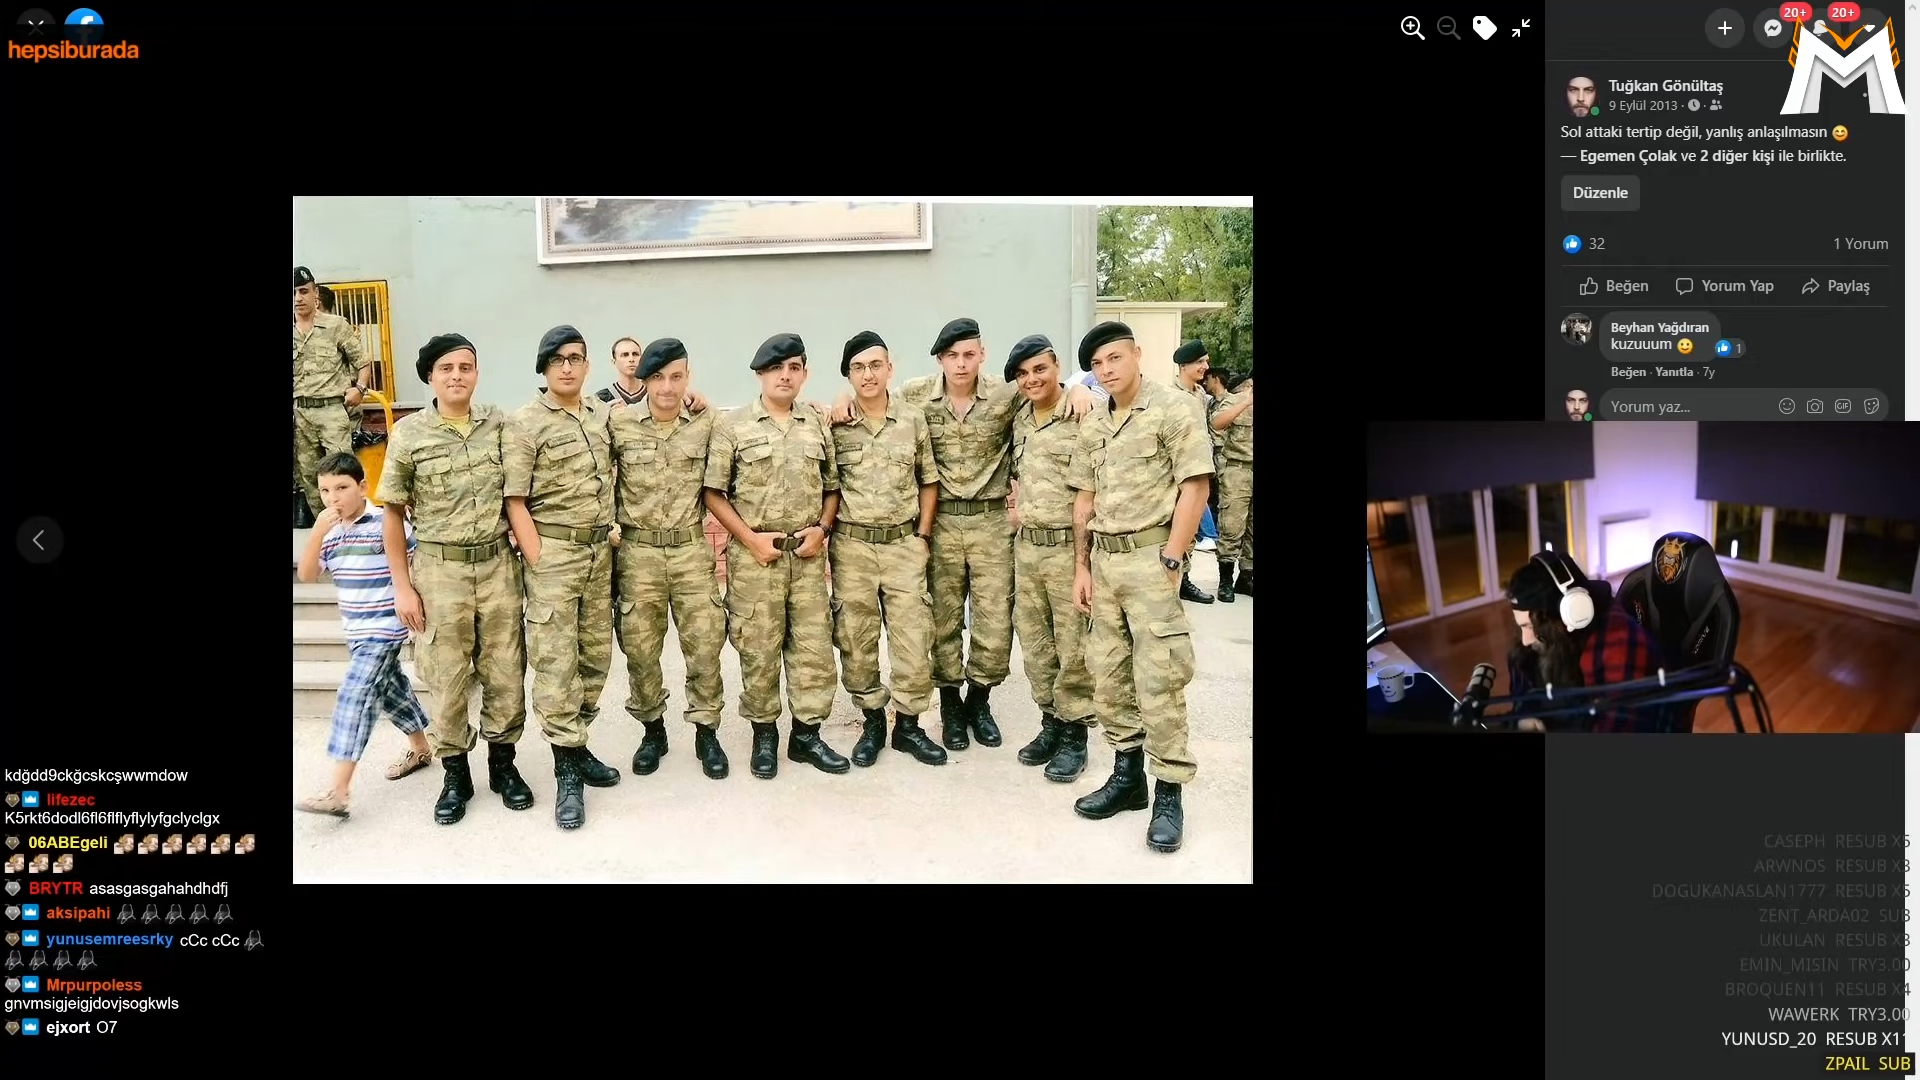 hepsiburada
20+
20+
Tuğkan Gönültaş
9 Eylül 2013
Sol attaki tertip değil, yanlış anlaşılmasın 😊
— Egemen Çolak ve 2 diğer kişi ile birlikte.
Düzenle
32
1 Yorum
Beğen
Yorum Yap
Paylaş
Beyhan Yağdıran
kuzuuum 🙂
1
Beğen · Yanıtla · 7y
Yorum yaz...
GIF
kdğdd9ckğcskcşwwmdow
lifezec
K5rkt6dodl6fl6flflyflylyfgclyclgx
06ABEgeli
BRYTR asasgasgahahdhdfj
aksipahi
yunusemreesrky cCc cCc
Mrpurpoless
gnvmsigjeigjdovjsogkwls
ejxort O7
CASEPH RESUB X5
ARWNOS RESUB X3
DOGUKANASLAN1777 RESUB X5
ZENT_ARDA02 SUB
UKULAN RESUB X3
EMIN_MISIN TRY3.00
BROQUEN11 RESUB X4
WAWERK TRY3.00
YUNUSD_20 RESUB X11
ZPAIL SUB